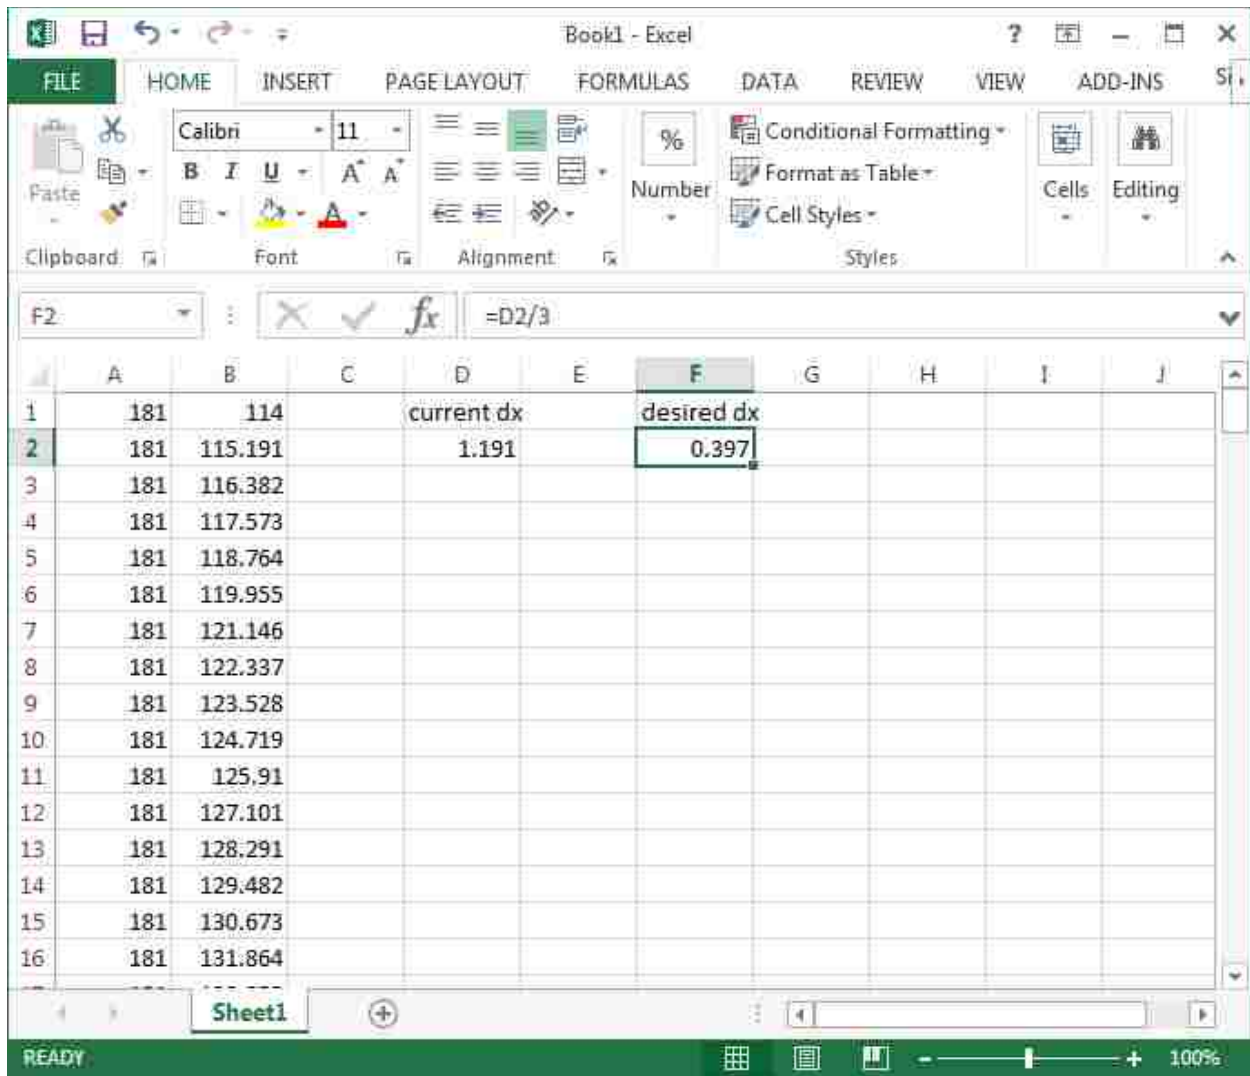 Book1 - Excel ?
FILE HOME INSERT PAGE LAYOUT FORMULAS DATA REVIEW VIEW ADD-INS
Paste
Calibri 11
B I U A A
A
%
Number
Conditional Formatting
Format as Table
Cell Styles
Cells
Editing
Clipboard Font Alignment Styles
F2 fx =D2/3
A B C D E F G H I J
1 181 114 current dx desired dx
2 181 115.191 1.191 0.397
3 181 116.382
4 181 117.573
5 181 118.764
6 181 119.955
7 181 121.146
8 181 122.337
9 181 123.528
10 181 124.719
11 181 125.91
12 181 127.101
13 181 128.291
14 181 129.482
15 181 130.673
16 181 131.864
Sheet1
READY 100%